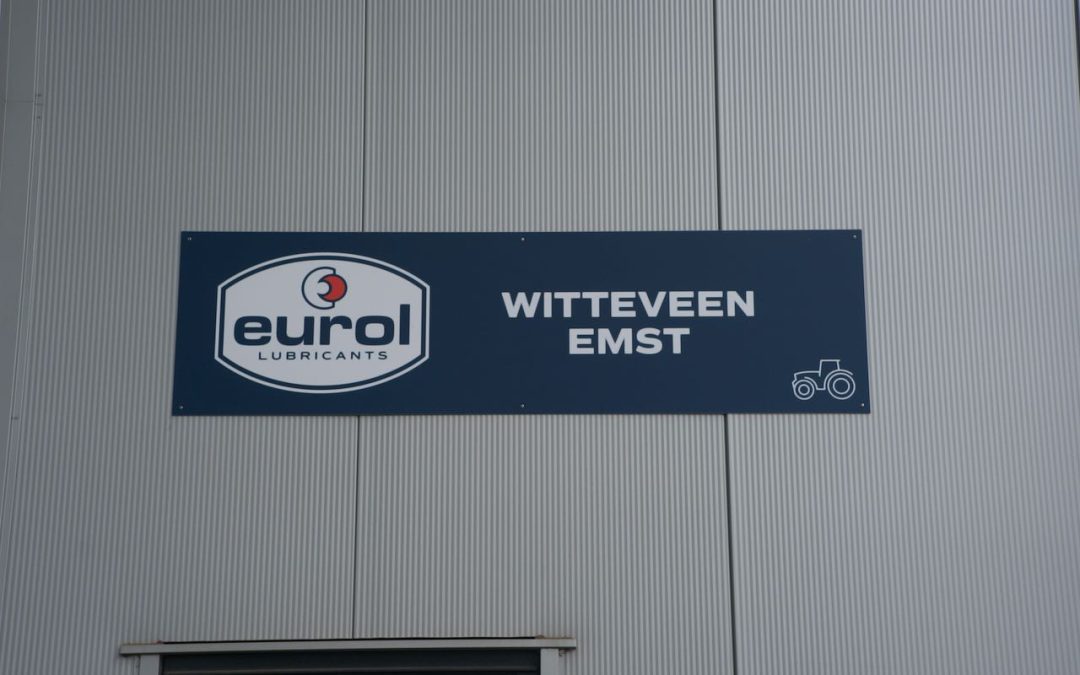 eurol
LUBRICANTS
WITTEVEEN
EMST